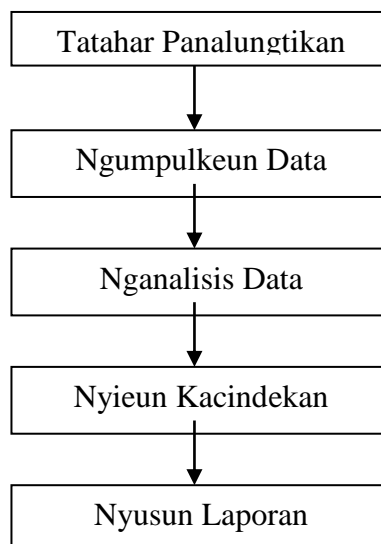 Tatahar Panalungtikan
Ngumpulkeun Data
Nganalisis Data
Nyieun Kacindekan
Nyusun Laporan